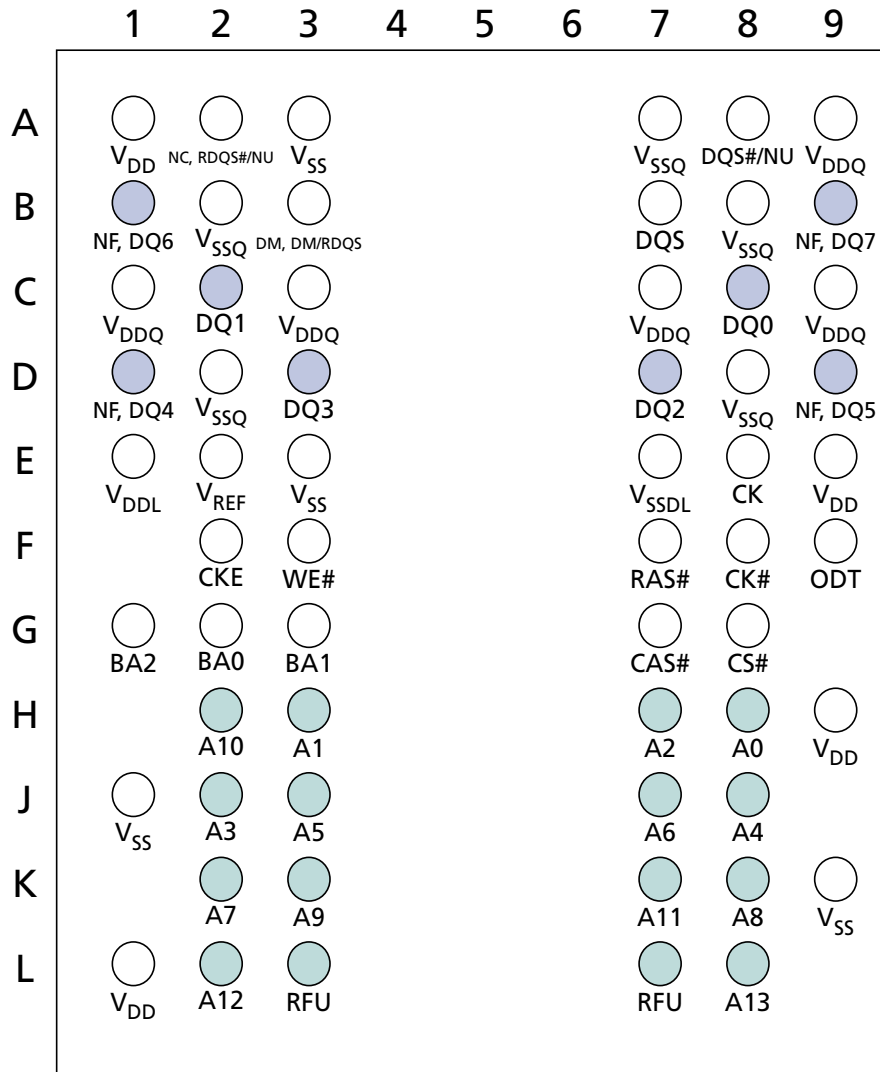 1 2 3 4 5 6 7 8 9
A
VDD NC, RDQS#/NU VSS VSSQ DQS#/NU VDDQ
B
NF, DQ6 VSSQ DM, DM/RDQS DQS VSSQ NF, DQ7
C
VDDQ DQ1 VDDQ VDDQ DQ0 VDDQ
D
NF, DQ4 VSSQ DQ3 DQ2 VSSQ NF, DQ5
E
VDDL VREF VSS VSSDL CK VDD
F
CKE WE# RAS# CK# ODT
G
BA2 BA0 BA1 CAS# CS#
H
A10 A1 A2 A0 VDD
J
VSS A3 A5 A6 A4
K
A7 A9 A11 A8 VSS
L
VDD A12 RFU RFU A13